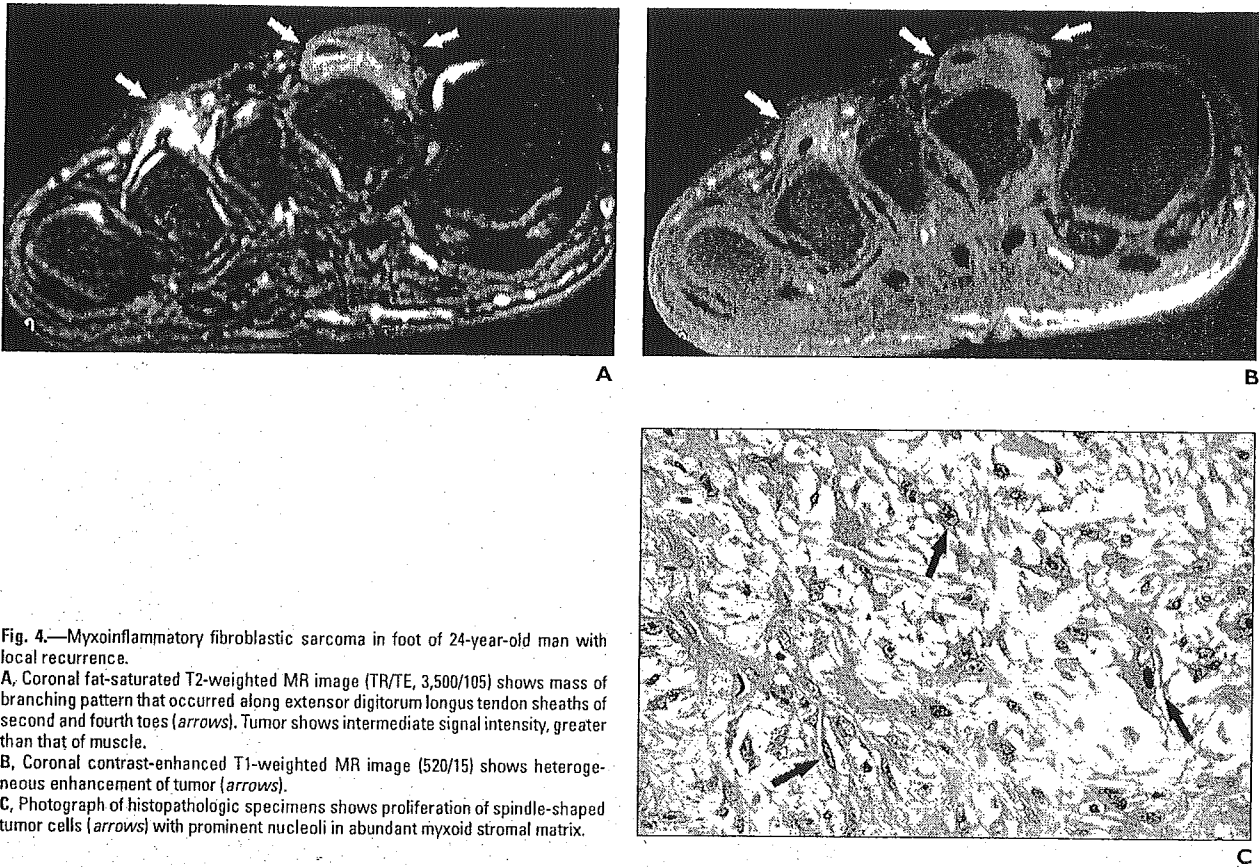 A
B
Fig. 4.—Myxoinflammatory fibroblastic sarcoma in foot of 24-year-old man with
local recurrence.
A, Coronal fat-saturated T2-weighted MR image (TR/TE, 3,500/105) shows mass of
branching pattern that occurred along extensor digitorum longus tendon sheaths of
second and fourth toes (arrows). Tumor shows intermediate signal intensity, greater
than that of muscle.
B, Coronal contrast-enhanced T1-weighted MR image (520/15) shows heteroge-
neous enhancement of tumor (arrows).
C, Photograph of histopathologic specimens shows proliferation of spindle-shaped
tumor cells (arrows) with prominent nucleoli in abundant myxoid stromal matrix.
C